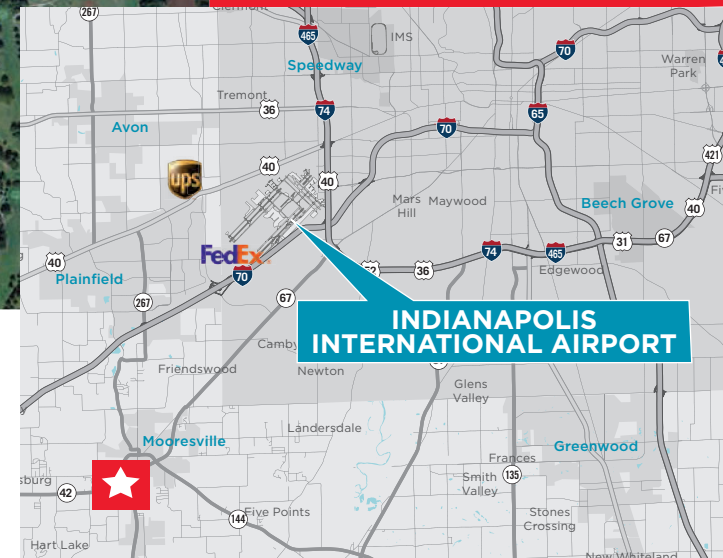 267
Clermont
465
IMS
70
Speedway
Warren
Park
Tremont
36
74
65
Avon
70
421
40
ups
40
Mars
Hill
Maywood
Beech Grove
40
FedEx
31
67
74
465
40
70
36
Edgewood
Plainfield
267
67
INDIANAPOLIS
INTERNATIONAL AIRPORT
Camby
Friendswood
Newton
Glens
Valley
Landersdale
Mooresville
Greenwood
Frances
135
Smith
Valley
sburg
42
144
Five Points
Stones
Crossing
Hart Lake
New Whiteland